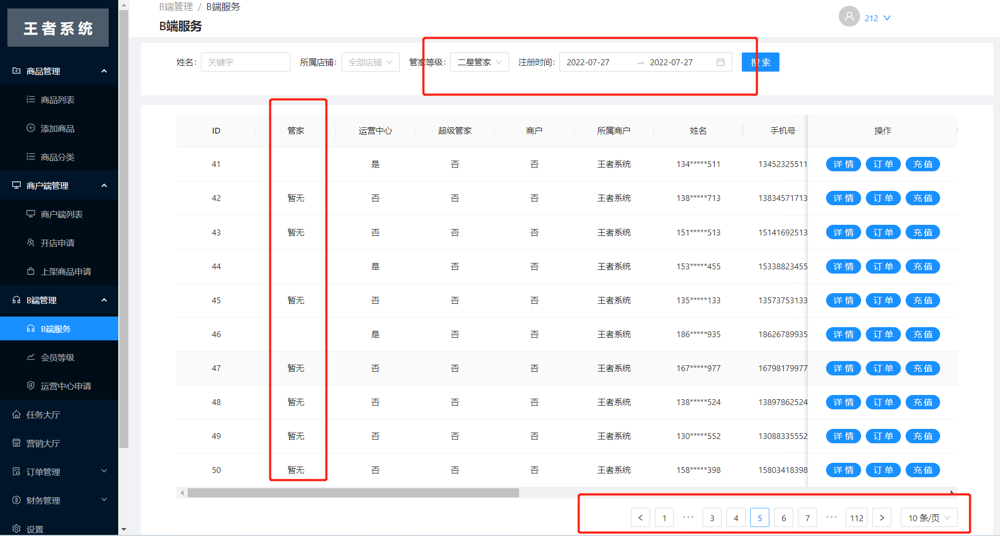 王者系统
商品管理
商品列表
添加商品
商品分类
商户端管理
商户端列表
开店申请
上架商品申请
B端管理
B端服务
会员等级
运营中心申请
任务大厅
营销大厅
订单管理
财务管理
设置
B端管理 / B端服务
B端服务
212
姓名: 关键字 所属店铺: 全部店铺 管家等级: 二星管家 注册时间: 2022-07-27 → 2022-07-27 搜 索
ID 管家 运营中心 超级管家 商户 所属商户 姓名 手机号 操作
41 是 否 否 王者系统 134*****511 13452325511 详 情 订 单 充 值
42 暂无 否 否 否 王者系统 138*****713 13834571713 详 情 订 单 充 值
43 暂无 否 否 否 王者系统 151*****513 15141692513 详 情 订 单 充 值
44 是 否 否 王者系统 153*****455 15338823455 详 情 订 单 充 值
45 暂无 否 否 否 王者系统 135*****133 13573753133 详 情 订 单 充 值
46 是 否 否 王者系统 186*****935 18626789935 详 情 订 单 充 值
47 暂无 否 否 否 王者系统 167*****977 16798179977 详 情 订 单 充 值
48 暂无 否 否 否 王者系统 138*****524 13897862524 详 情 订 单 充 值
49 暂无 否 否 否 王者系统 130*****552 13088335552 详 情 订 单 充 值
50 暂无 否 否 否 王者系统 158*****398 15803418398 详 情 订 单 充 值
< 1 ••• 3 4 5 6 7 ••• 112 > 10 条/页